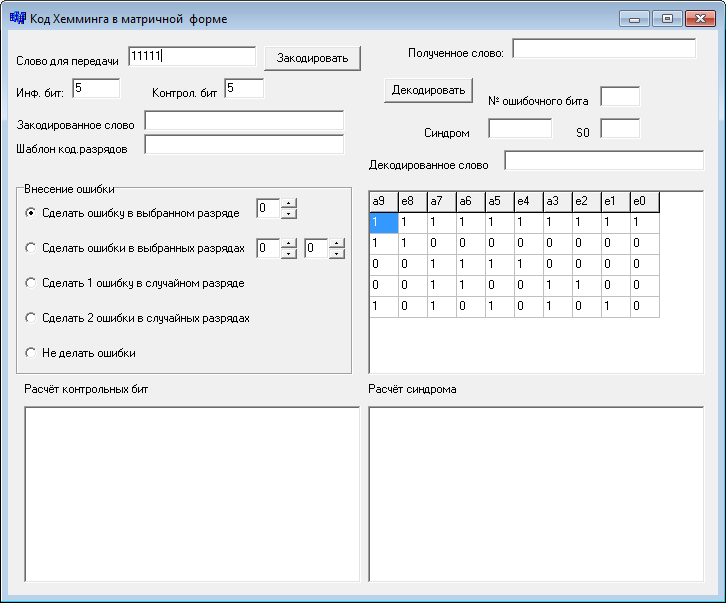 Код Хемминга в матричной форме
Слово для передачи 11111 Закодировать
Инф. бит: 5 Контрол. бит 5
Закодированное слово
Шаблон код.разрядов
Полученное слово:
Декодировать № ошибочного бита
Синдром S0
Декодированное слово
Внесение ошибки
Сделать ошибку в выбранном разряде 0
Сделать ошибки в выбранных разрядах 0 0
Сделать 1 ошибку в случайном разряде
Сделать 2 ошибки в случайных разрядах
Не делать ошибки
a9 e8 a7 a6 a5 e4 a3 e2 e1 e0
1 1 1 1 1 1 1 1 1 1
1 1 0 0 0 0 0 0 0 0
0 0 1 1 1 1 0 0 0 0
0 0 1 1 0 0 1 1 0 0
1 0 1 0 1 0 1 0 1 0
Расчёт контрольных бит
Расчёт синдрома